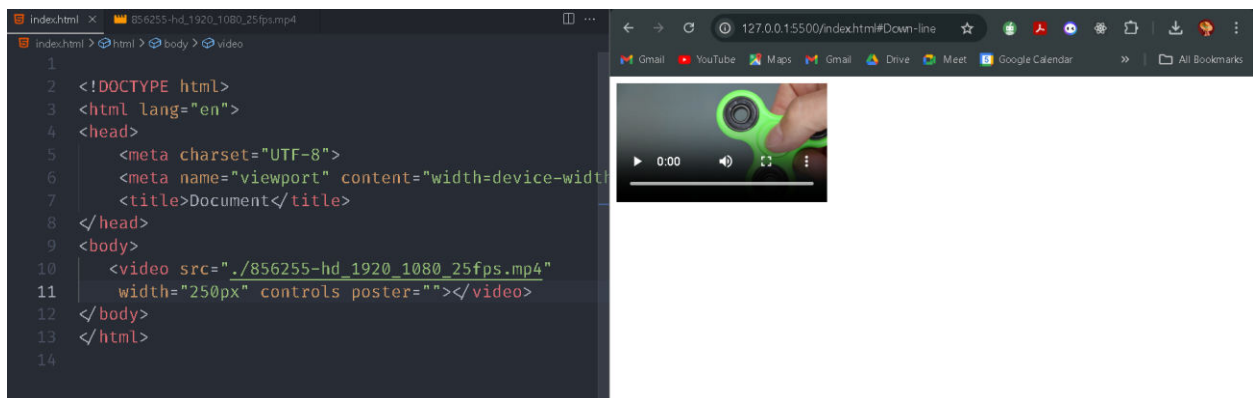 index.html
856255-hd_1920_1080_25fps.mp4
index.html > html > body > video
1
2 <!DOCTYPE html>
3 <html lang="en">
4 <head>
5 <meta charset="UTF-8">
6 <meta name="viewport" content="width=device-width
7 <title>Document</title>
8 </head>
9 <body>
10 <video src="./856255-hd_1920_1080_25fps.mp4"
11 width="250px" controls poster=""></video>
12 </body>
13 </html>
14
127.0.0.1:5500/index.html#Down-line
Gmail YouTube Maps Gmail Drive Meet Google Calendar » All Bookmarks
0:00